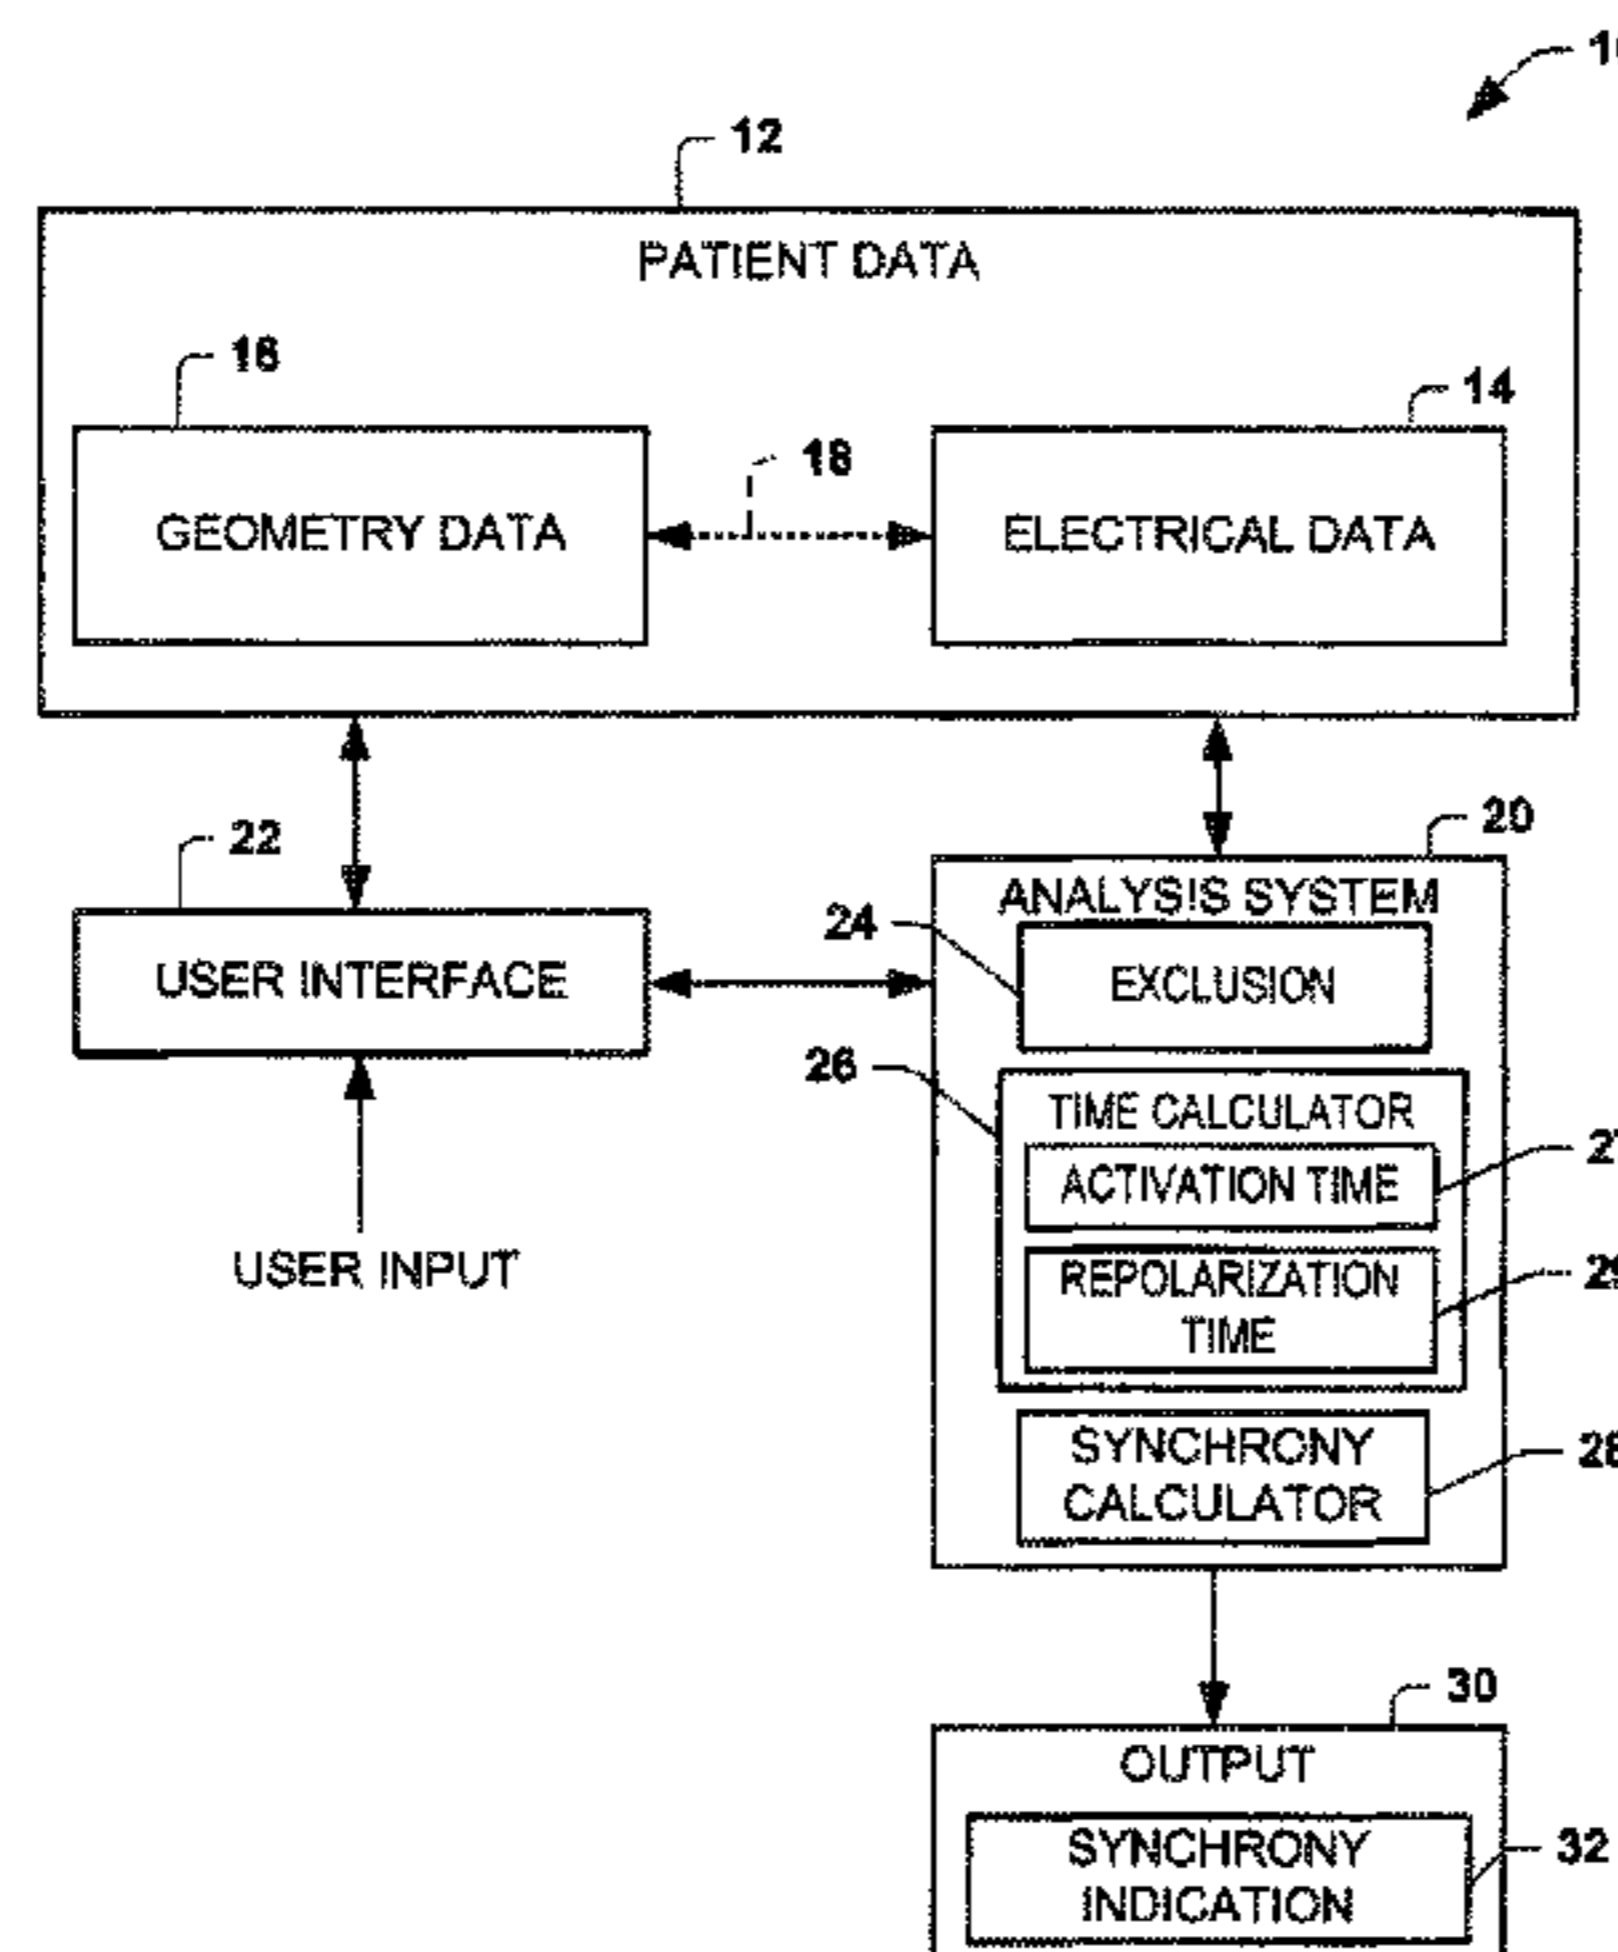 12
PATIENT DATA
14
18
GEOMETRY DATA
ELECTRICAL DATA
22
20
ANALYSIS SYSTEM
24
EXCLUSION
USER INTERFACE
26
TIME CALCULATOR
ACTIVATION TIME
USER INPUT
REPOLARIZATION
TIME
SYNCHRONY
CALCULATOR
30
OUTPUT
32
SYNCHRONY
INDICATION